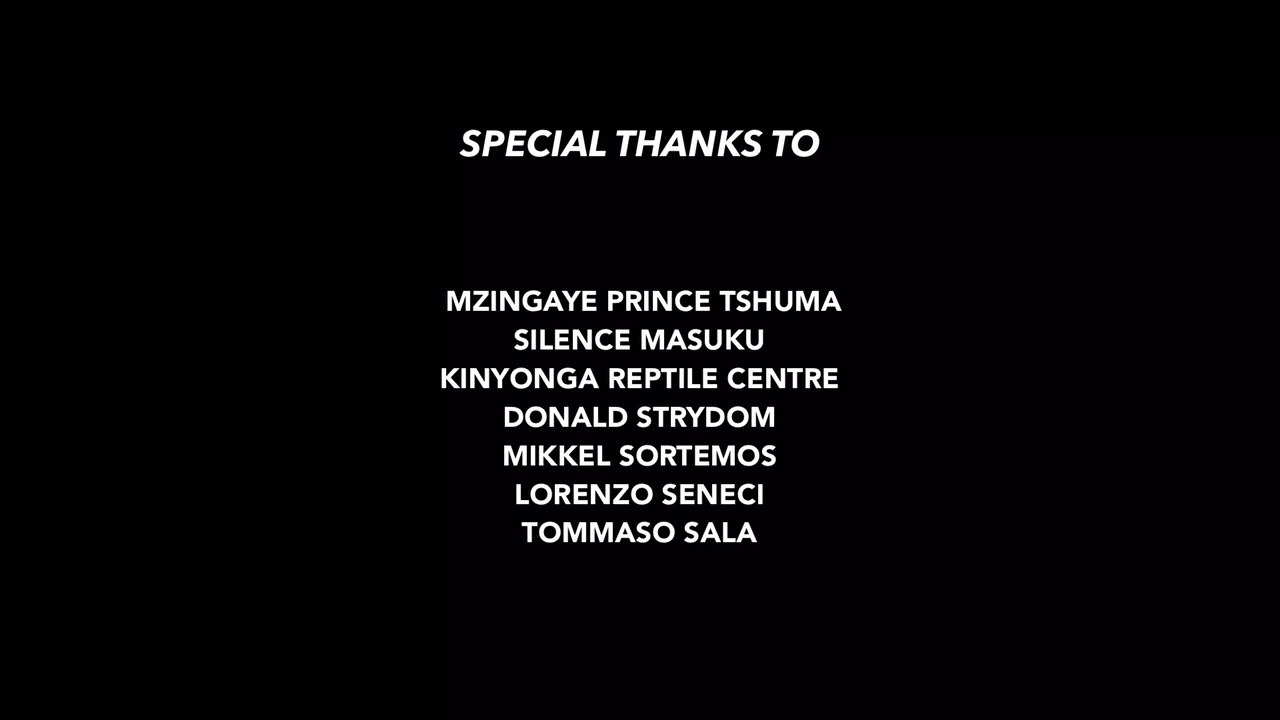 SPECIAL THANKS TO
MZINGAYE PRINCE TSHUMA
SILENCE MASUKU
KINYONGA REPTILE CENTRE
DONALD STRYDOM
MIKKEL SORTEMOS
LORENZO SENECI
TOMMASO SALA